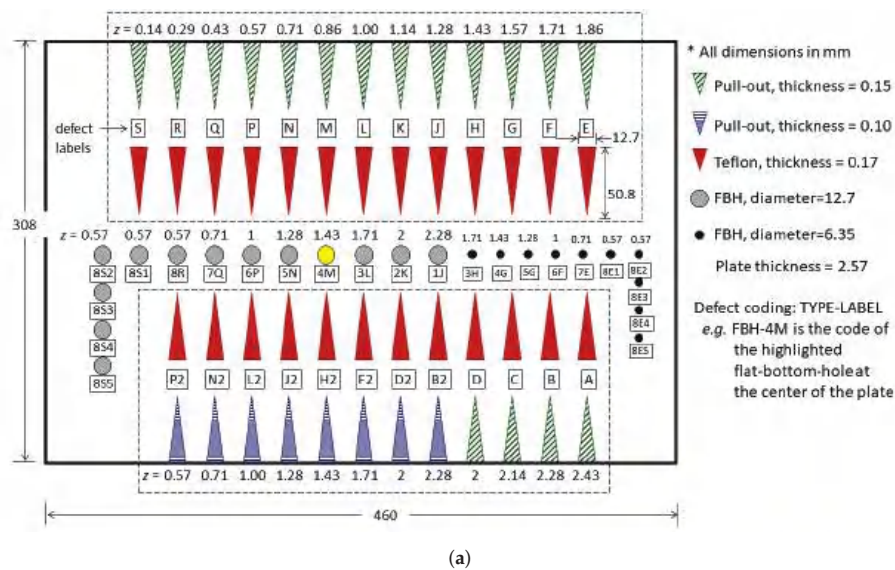 z = 0.14 0.29 0.43 0.57 0.71 0.86 1.00 1.14 1.28 1.43 1.57 1.71 1.86
* All dimensions in mm
Pull-out, thickness = 0.15
Pull-out, thickness = 0.10
Teflon, thickness = 0.17
FBH, diameter=12.7
FBH, diameter=6.35
Plate thickness = 2.57
Defect coding: TYPE-LABEL
e.g. FBH-4M is the code of
the highlighted
flat-bottom-hole at
the center of the plate
defect
labels
S R Q P N M L K J H G F E
12.7
50.8
308
z = 0.57 0.57 0.57 0.71 1 1.28 1.43 1.71 2 2.28 1.71 1.43 1.28 1 0.71 0.57 0.57
8S2 8S1 8R 7Q 6P 5N 4M 3L 2K 1J 3H 4G 5G 6F 7E 8E1 8E2
8S3
8E3
8S4
8E4
8E5
8S5
P2 N2 L2 J2 H2 F2 D2 B2 D C B A
z = 0.57 0.71 1.00 1.28 1.43 1.71 2 2.28 2 2.14 2.28 2.43
460
(a)